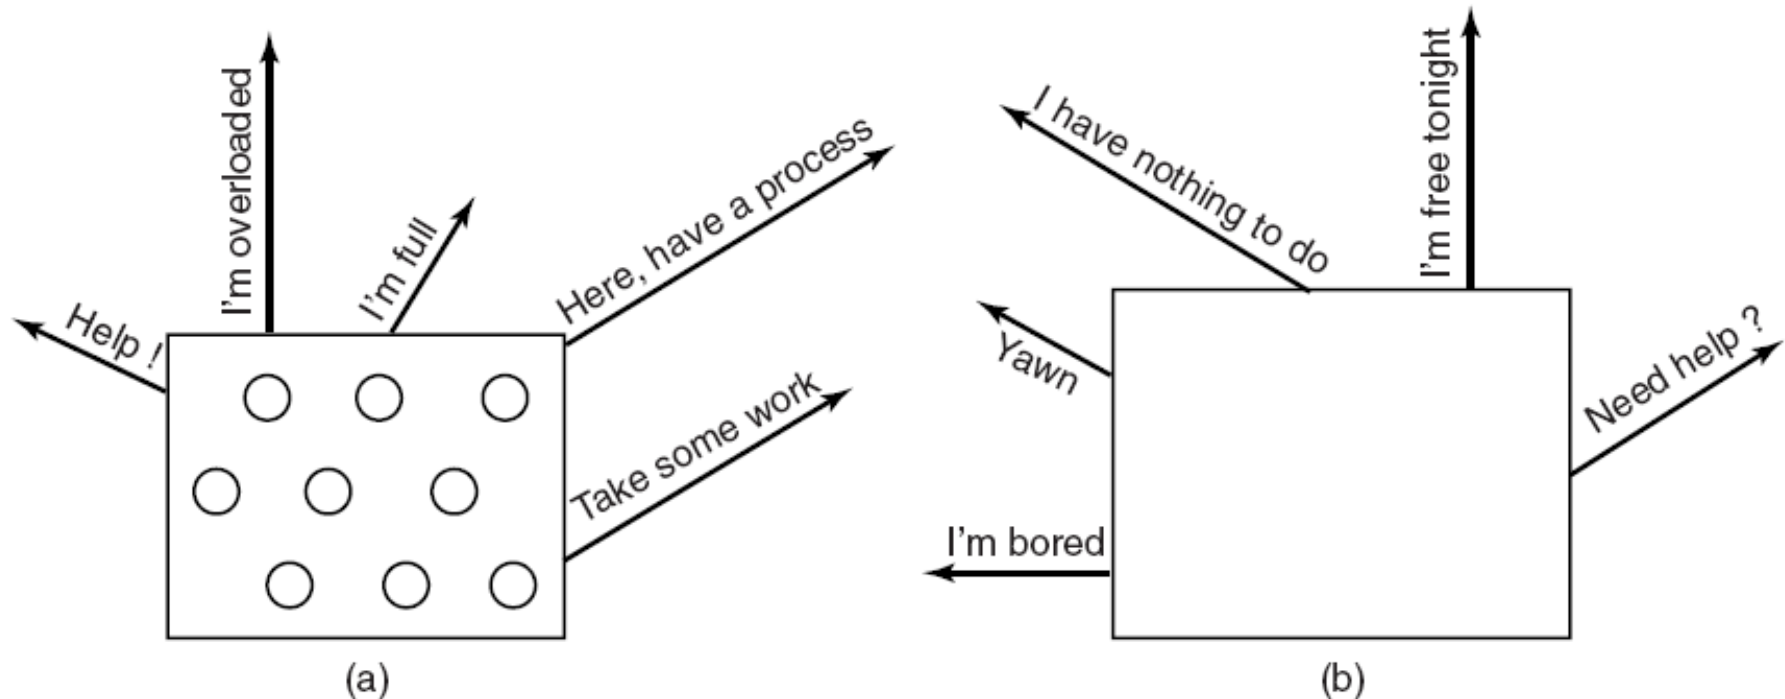 I'm overloaded
I'm full
Here, have a process
Help !
Take some work
(a)
I have nothing to do
I'm free tonight
Yawn
Need help ?
I'm bored
(b)